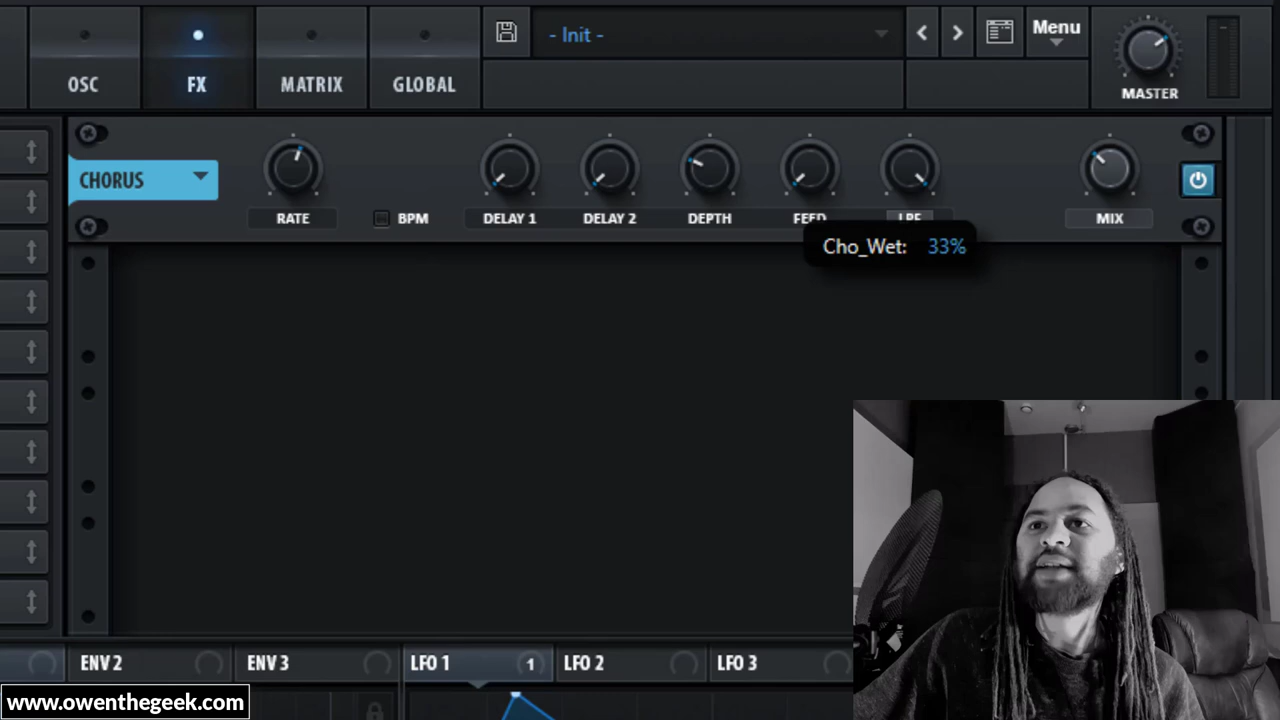 - Init -
Menu
OSC
FX
MATRIX
GLOBAL
MASTER
CHORUS
RATE
BPM
DELAY 1
DELAY 2
DEPTH
FEED
LPF
MIX
Cho_Wet: 33%
ENV 2
ENV 3
LFO 1
1
LFO 2
LFO 3
www.owenthegeek.com